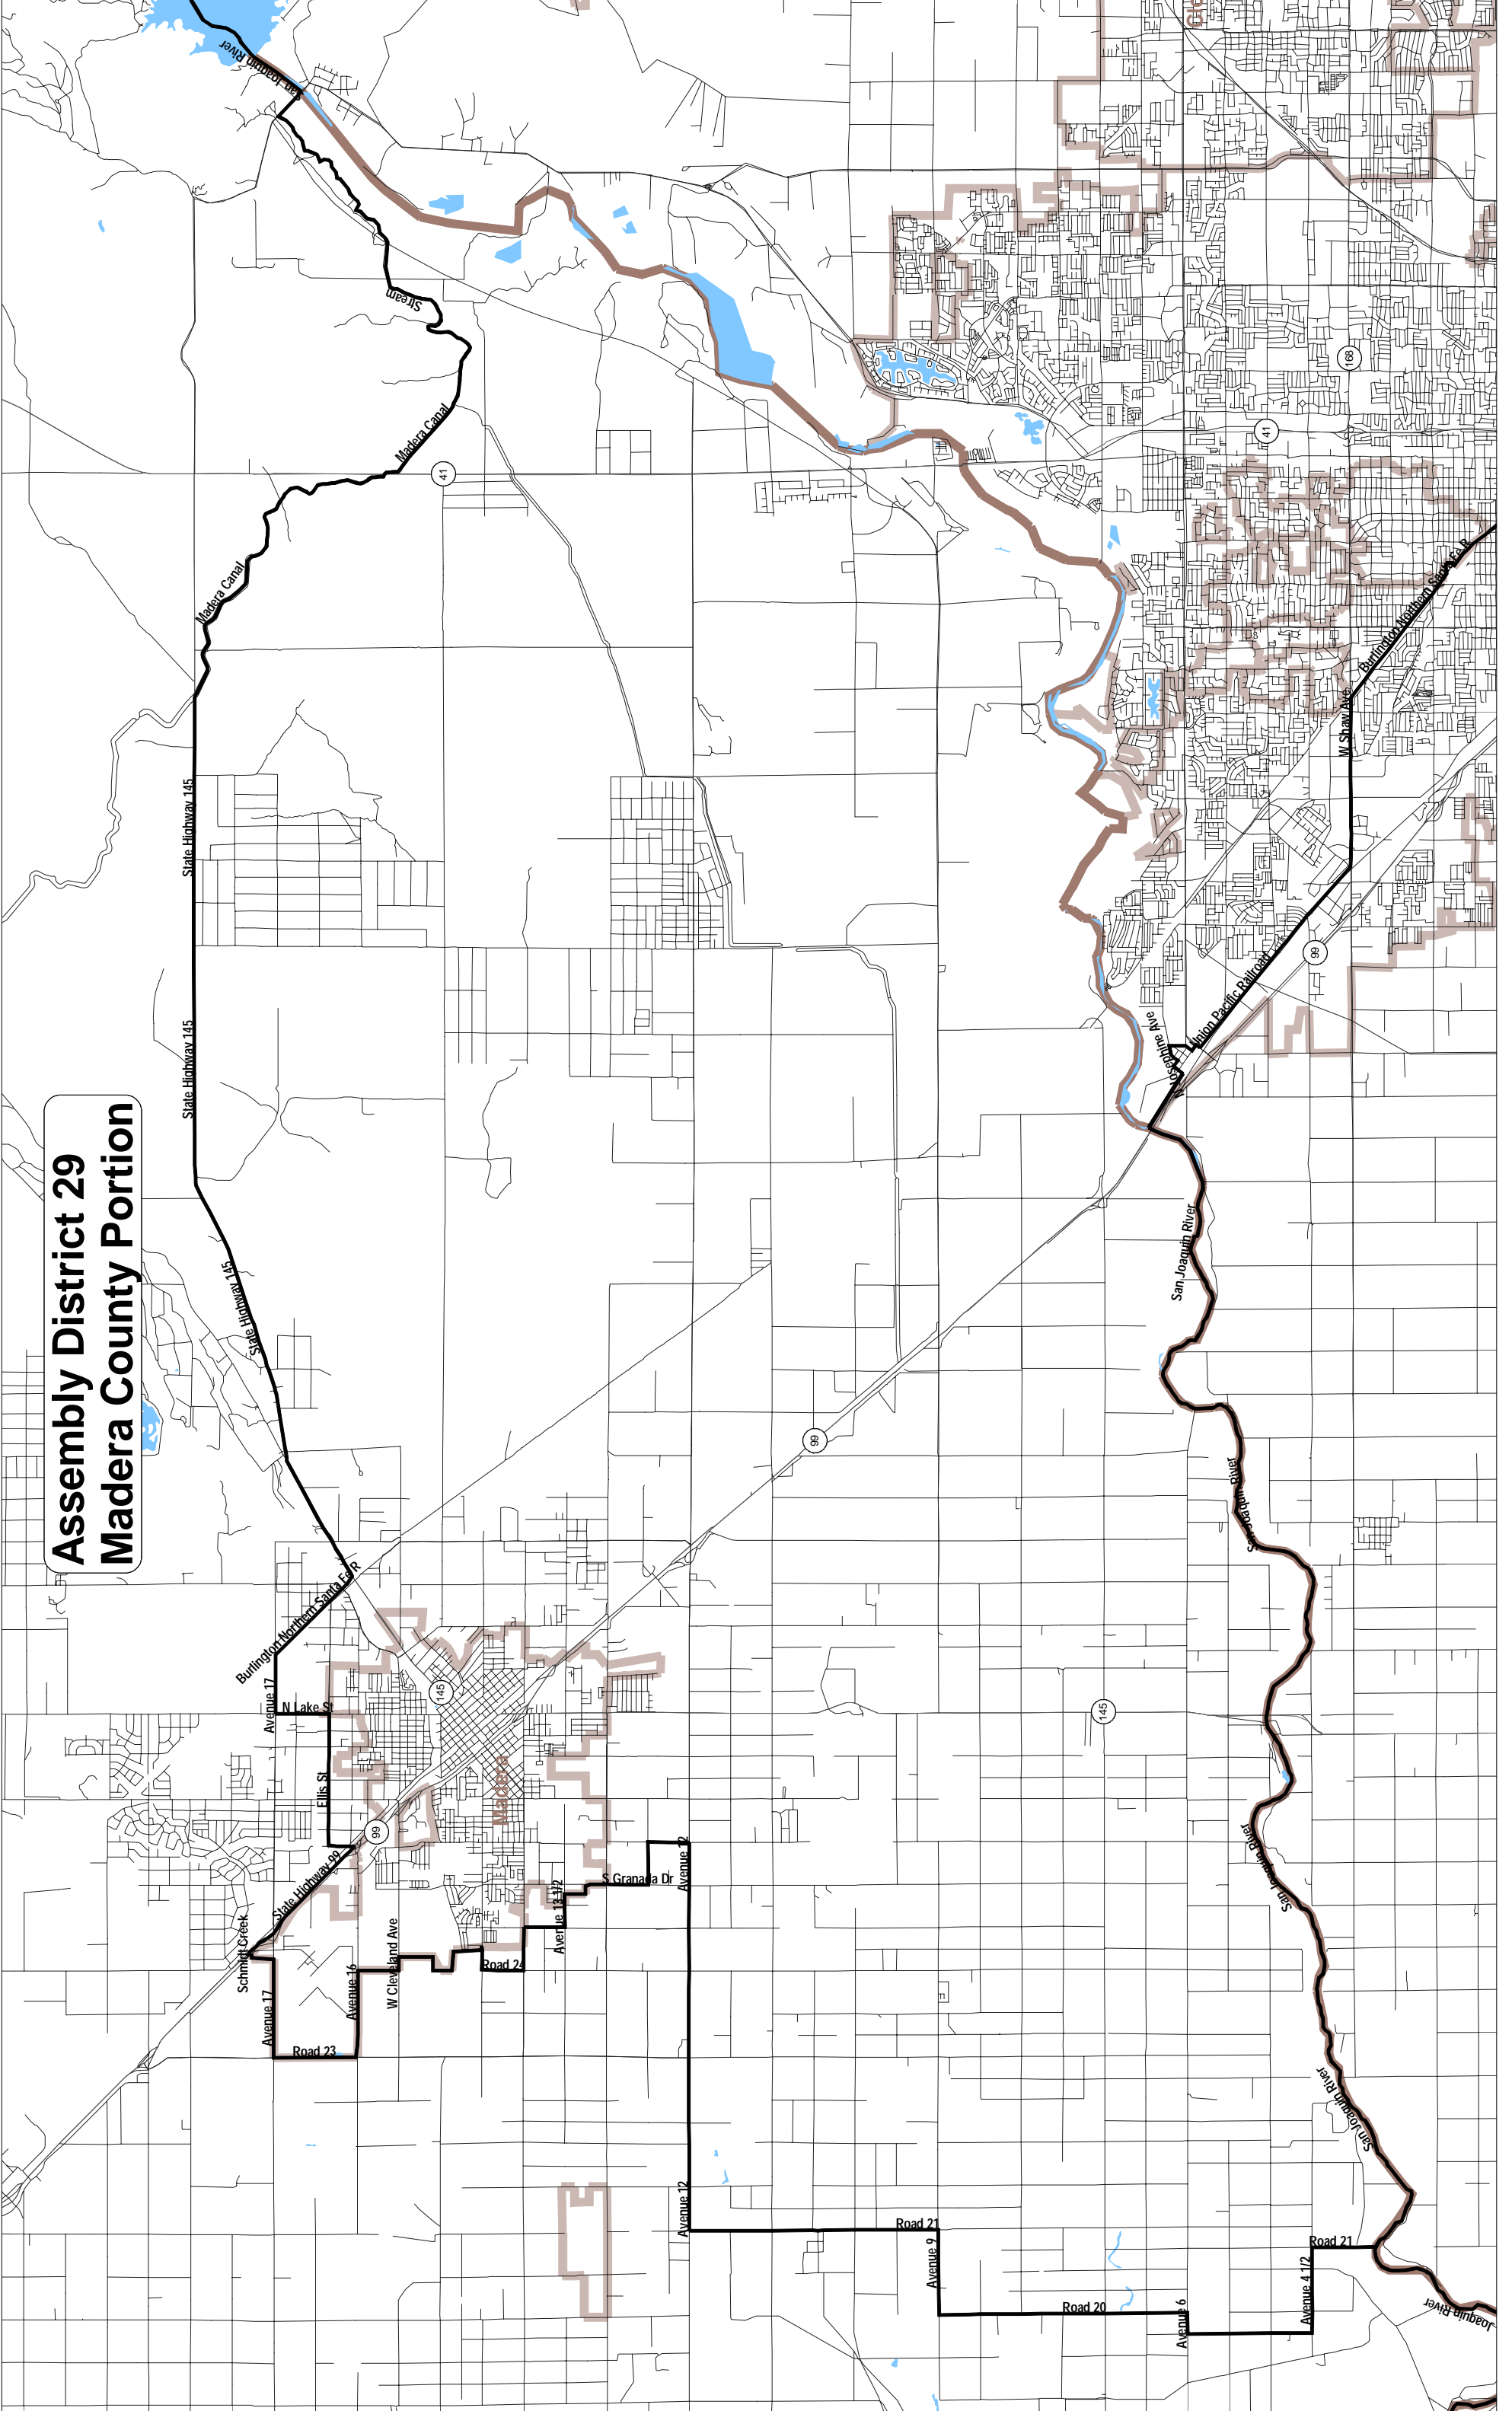 Assembly District 29
Madera County Portion
San Joaquin River
Stream
Madera Canal
41
Madera Canal
State Highway 145
State Highway 145
State Highway 145
Burlington Northern Santa Fe R
Avenue 17
N Lake St
Ellis St
99
State Highway 99
Schmidt Creek
Avenue 17
Road 23
Avenue 16
W Cleveland Ave
Road 24
Avenue 13 1/2
S Granada Dr
Avenue 12
Madera
145
Avenue 12
Road 21
Avenue 9
Road 20
Avenue 6
Avenue 4 1/2
Road 21
Joaquin River
San Joaquin River
San Joaquin River
San Joaquin River
San Joaquin River
145
99
N Josephine Ave
Union Pacific Railroad
99
W Shaw Ave
Burlington Northern Santa Fe R
41
168